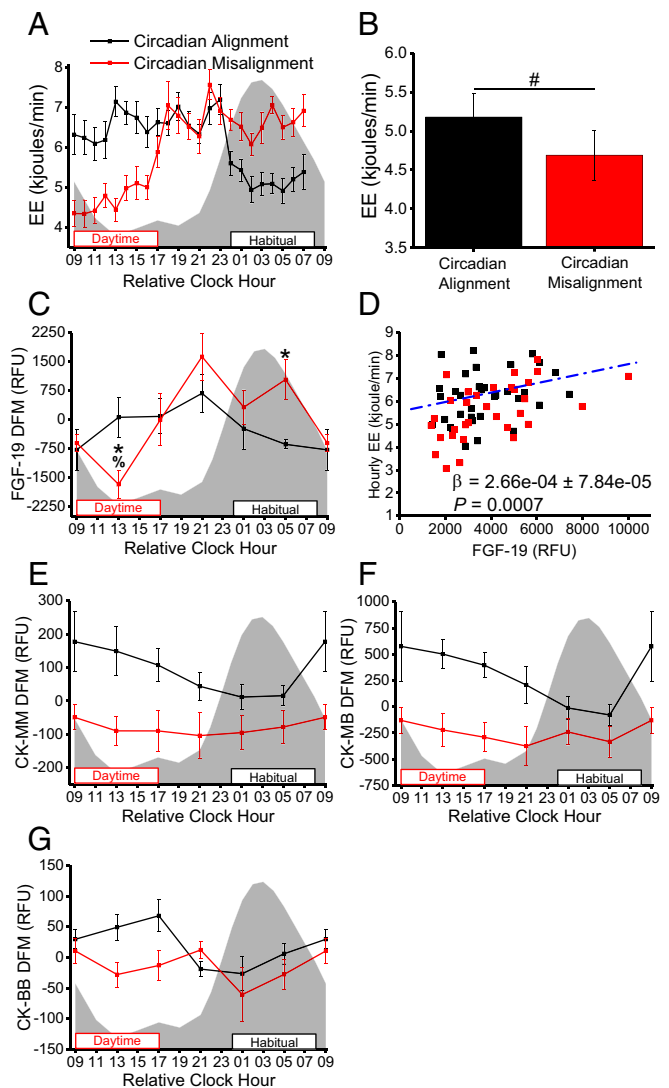 A
Circadian Alignment
Circadian Misalignment
EE (kjoules/min)
8
7
6
5
4
Daytime
Habitual
09 11 13 15 17 19 21 23 01 03 05 07 09
Relative Clock Hour
B
EE (kjoules/min)
6.0
5.5
5.0
4.5
4.0
3.5
#
Circadian Alignment
Circadian Misalignment
C
FGF-19 DFM (RFU)
2250
1500
750
0
-750
-1500
-2250
*
%
*
Daytime
Habitual
09 11 13 15 17 19 21 23 01 03 05 07 09
Relative Clock Hour
D
Hourly EE (kjoule/min)
9
8
7
6
5
4
3
2
1
β = 2.66e-04 ± 7.84e-05
P = 0.0007
0 2000 4000 6000 8000 10000
FGF-19 (RFU)
E
CK-MM DFM (RFU)
300
200
100
0
-100
-200
Daytime
Habitual
09 11 13 15 17 19 21 23 01 03 05 07 09
Relative Clock Hour
F
CK-MB DFM (RFU)
1000
750
500
250
0
-250
-500
-750
Daytime
Habitual
09 11 13 15 17 19 21 23 01 03 05 07 09
Relative Clock Hour
G
CK-BB DFM (RFU)
150
100
50
0
-50
-100
-150
Daytime
Habitual
09 11 13 15 17 19 21 23 01 03 05 07 09
Relative Clock Hour